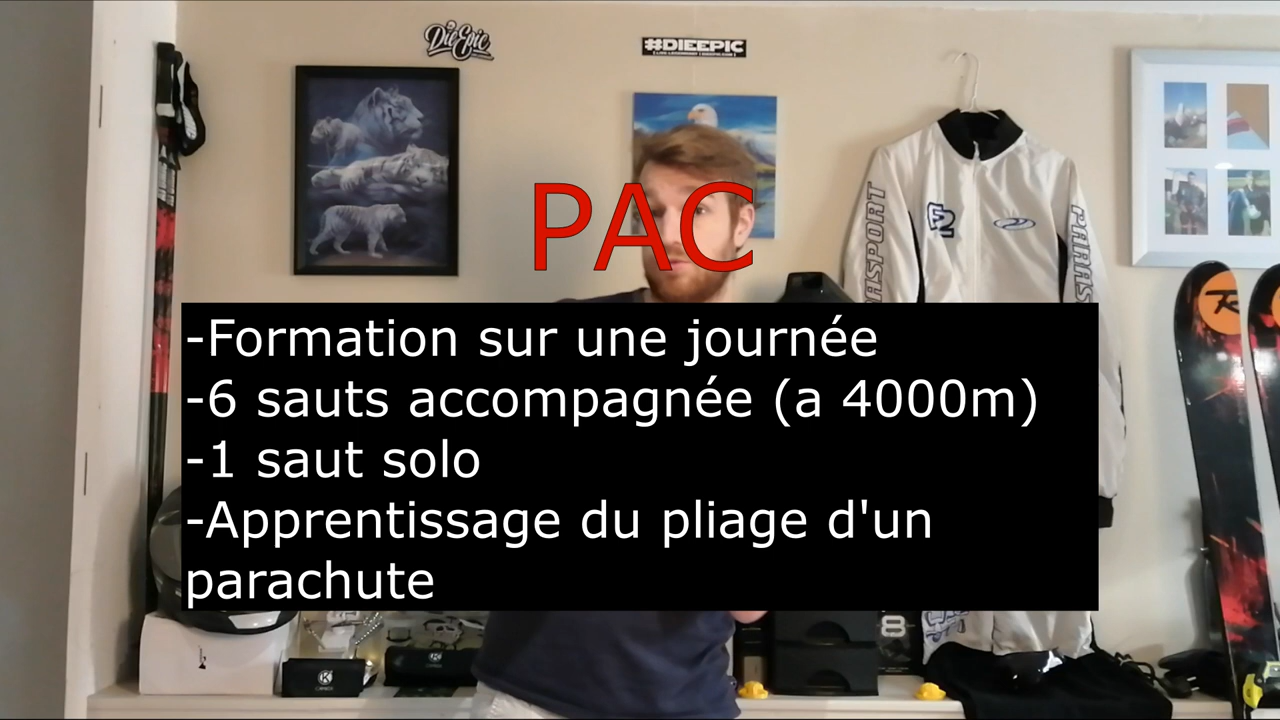 DieEpic
#DIEEPIC
PAC
-Formation sur une journée
-6 sauts accompagnée (a 4000m)
-1 saut solo
-Apprentissage du pliage d'un
parachute
8